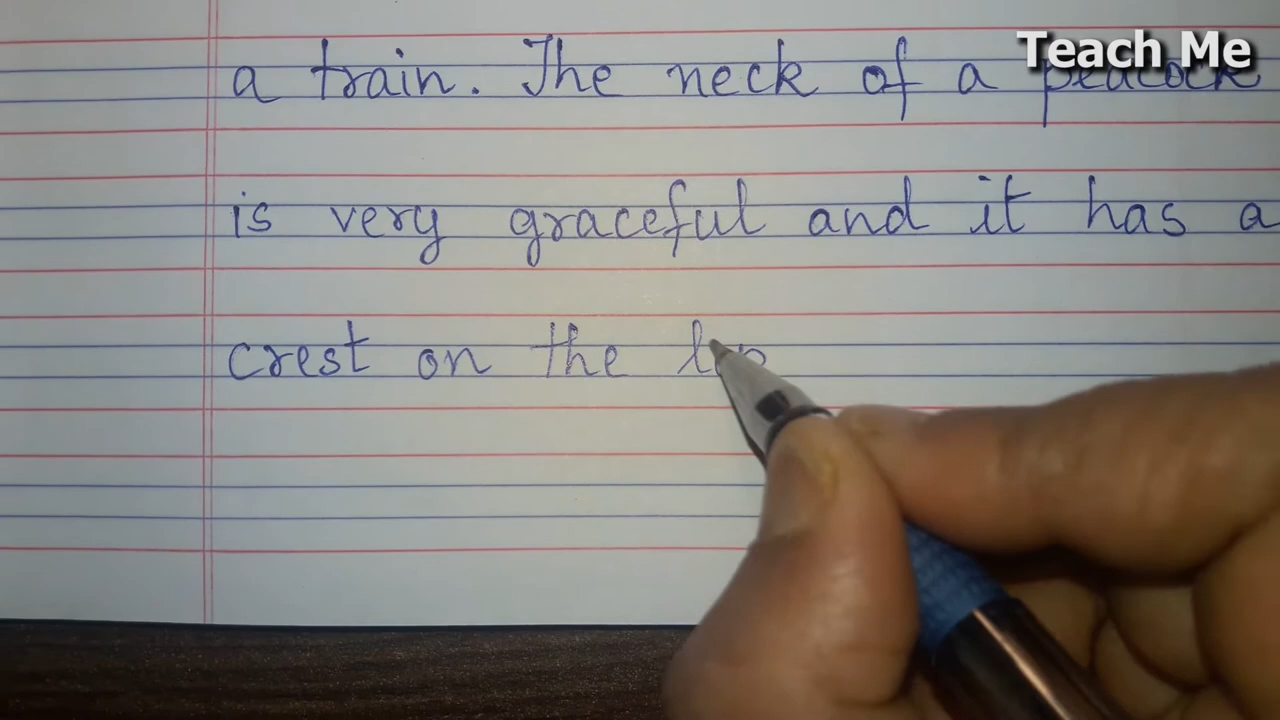 Teach Me
a train. The neck of a peacock
is very graceful and it has a
crest on the